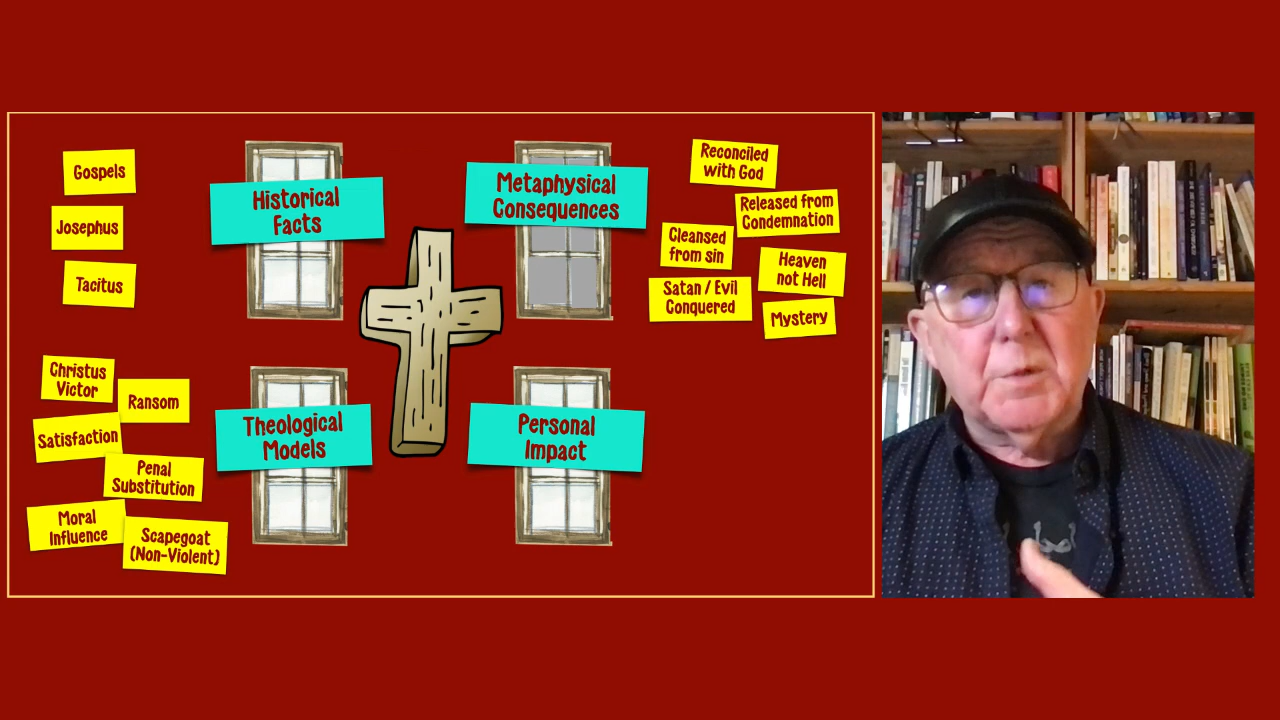 Gospels
Josephus
Tacitus
Historical
Facts
Metaphysical
Consequences
Reconciled
with God
Released from
Condemnation
Cleansed
from sin
Heaven
not Hell
Satan / Evil
Conquered
Mystery
Christus
Victor
Ransom
Satisfaction
Penal
Substitution
Moral
Influence
Scapegoat
(Non-Violent)
Theological
Models
Personal
Impact